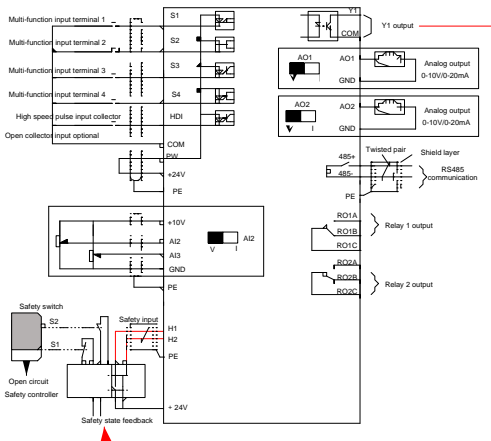 Multi-function input terminal 1
Multi-function input terminal 2
Multi-function input terminal 3
Multi-function input terminal 4
High speed pulse input collector
Open collector input optional
S1
S2
S3
S4
HDI
COM
PW
+24V
PE
+10V
AI2
AI3
GND
PE
AI2
V I
Safety switch
S2
S1
Open circuit
Safety controller
Safety input
H1
H2
PE
+ 24V
Safety state feedback
Y1
COM
Y1 output
AO1
V I
AO1
GND
Analog output
0-10V/0-20mA
AO2
V I
AO2
GND
Analog output
0-10V/0-20mA
Twisted pair
Shield layer
485+
485-
RS485
communication
PE
RO1A
RO1B
RO1C
Relay 1 output
RO2A
RO2B
RO2C
Relay 2 output